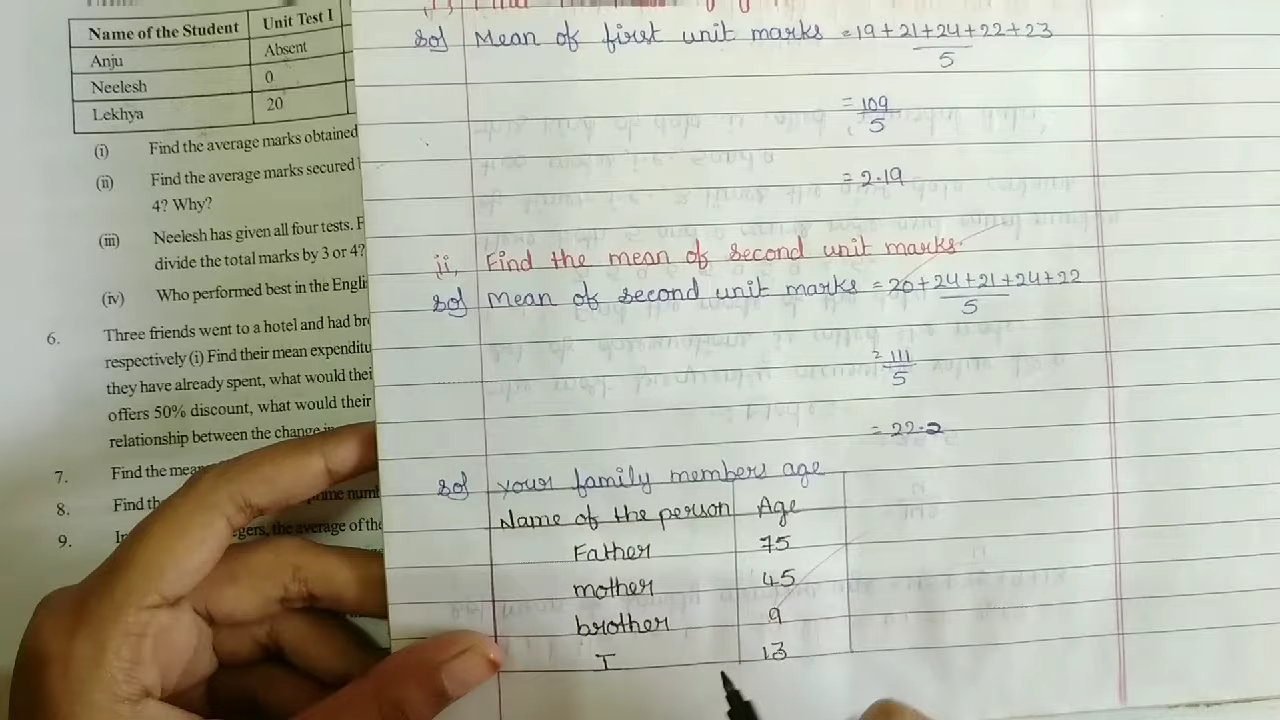 Name of the Student Unit Test I
Anju Absent
Neelesh 0
Lekhya 20
(i) Find the average marks obtained
(ii) Find the average marks secured
4? Why?
(iii) Neelesh has given all four tests. F
divide the total marks by 3 or 4?
(iv) Who performed best in the Engli
6. Three friends went to a hotel and had br
respectively (i) Find their mean expenditu
they have already spent, what would thei
offers 50% discount, what would their
relationship between the change in
7. Find the mea
8. Find th prime numb
9. In egers, the average of the
sol Mean of first unit marks = 19+21+24+22+23
5
= 109
5
= 2.19
ii, Find the mean of second unit marks.
sol Mean of second unit marks = 20+24+21+24+22
5
= 111
5
= 22.2
sol your family members age
Name of the person Age
Father 75
mother 45
brother 9
I 13